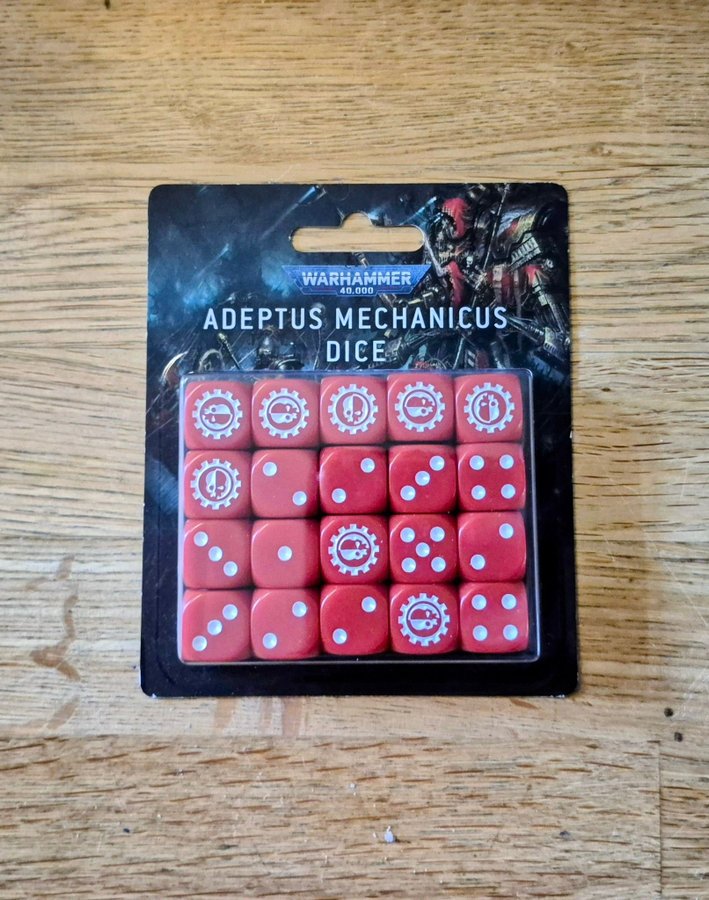 WARHAMMER
40,000
ADEPTUS MECHANICUS
DICE